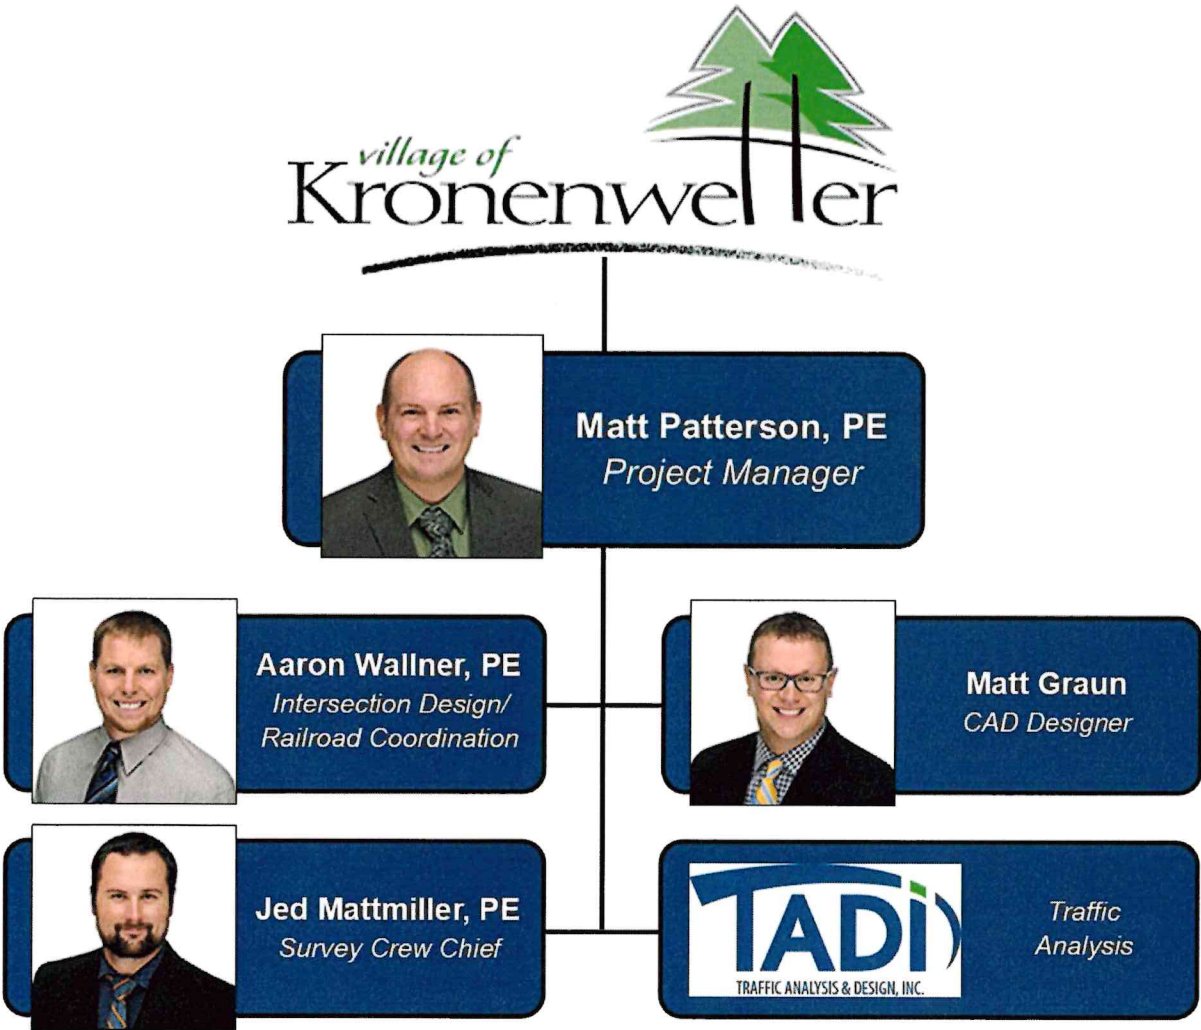 village of
Kronenwetter
Matt Patterson, PE
Project Manager
Aaron Wallner, PE
Intersection Design/
Railroad Coordination
Matt Graun
CAD Designer
Jed Mattmiller, PE
Survey Crew Chief
TADI
TRAFFIC ANALYSIS & DESIGN, INC.
Traffic
Analysis